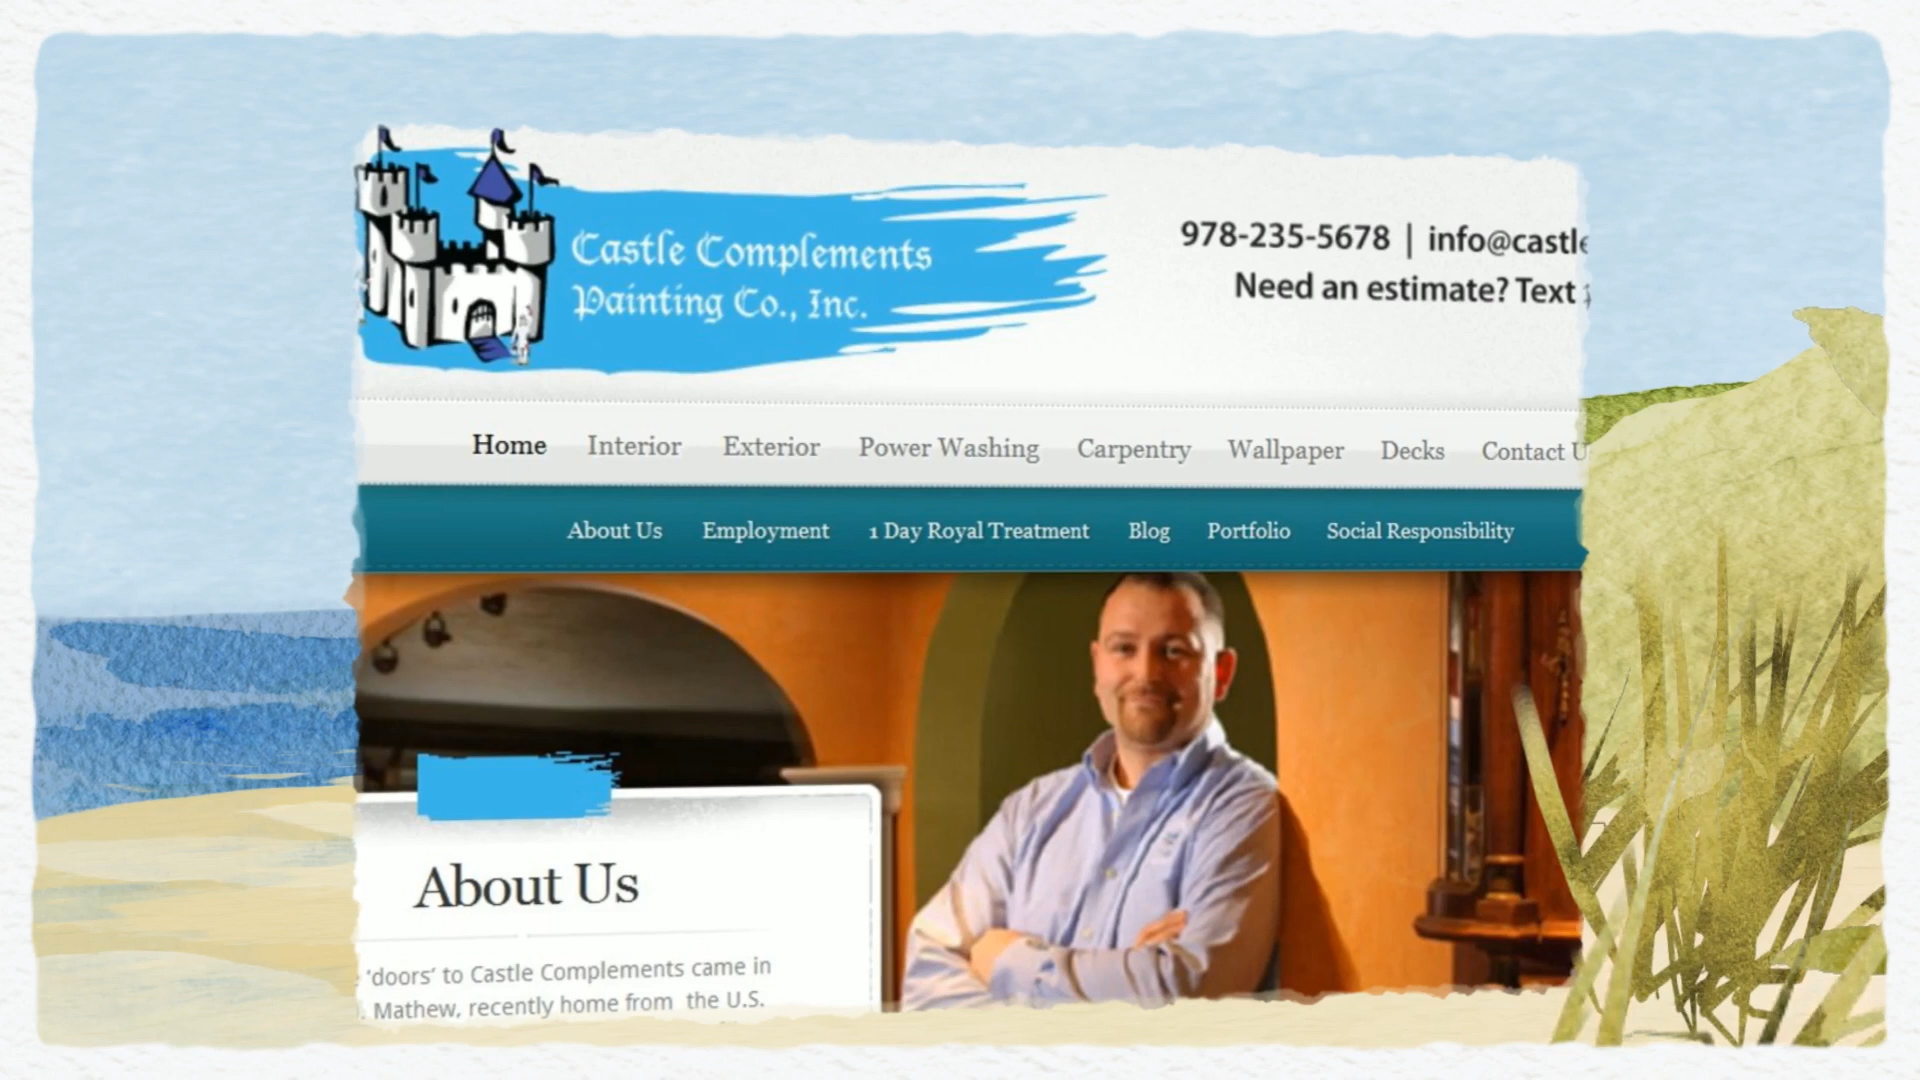 Castle Complements
Painting Co., Inc.
978-235-5678 | info@castle
Need an estimate? Text
Home Interior Exterior Power Washing Carpentry Wallpaper Decks Contact U
About Us Employment 1 Day Royal Treatment Blog Portfolio Social Responsibility
About Us
'doors' to Castle Complements came in
Mathew, recently home from the U.S.